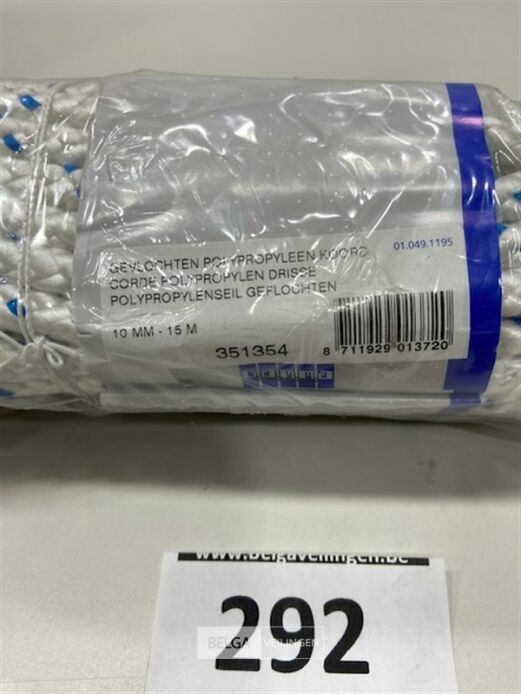 01.049.1195
GEVLOCHTEN POLYPROPYLEEN KOORD
CORDE POLYPROPYLEN DRISSE
POLYPROPYLENSEIL GEFLOCHTEN
10 MM - 15 M
351354
8 711929 013720
gamma
www.belgaveilingen.be
292
BELGA VEILINGEN